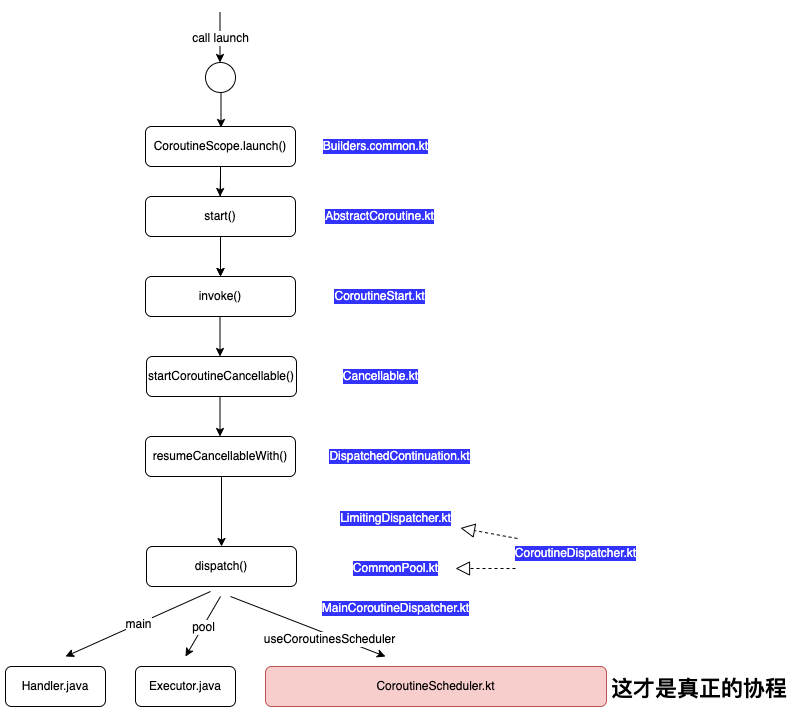 call launch
CoroutineScope.launch()
Builders.common.kt
start()
AbstractCoroutine.kt
invoke()
CoroutineStart.kt
startCoroutineCancellable()
Cancellable.kt
resumeCancellableWith()
DispatchedContinuation.kt
LimitingDispatcher.kt
CoroutineDispatcher.kt
dispatch()
CommonPool.kt
MainCoroutineDispatcher.kt
main
pool
useCoroutinesScheduler
Handler.java
Executor.java
CoroutineScheduler.kt
这才是真正的协程